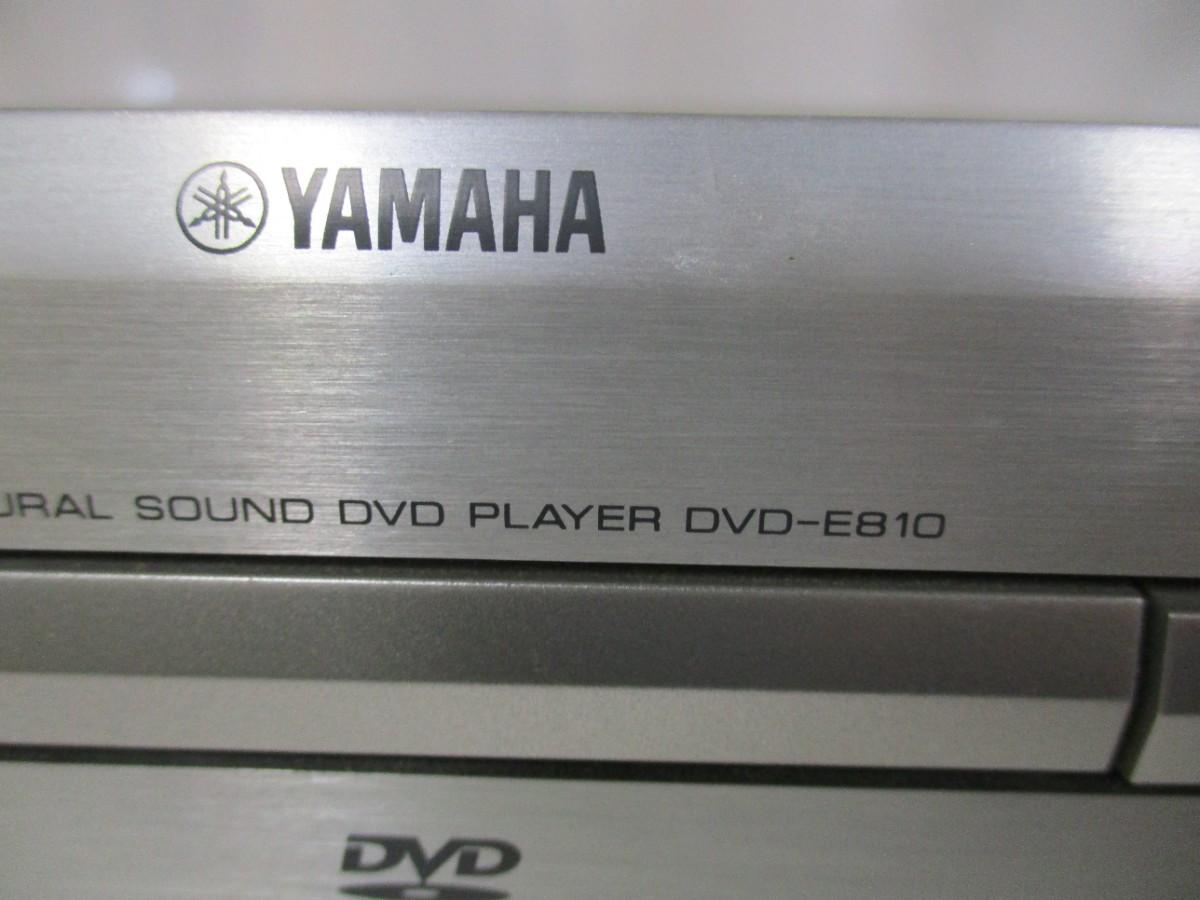 YAMAHA
URAL SOUND DVD PLAYER DVD-E810
DVD